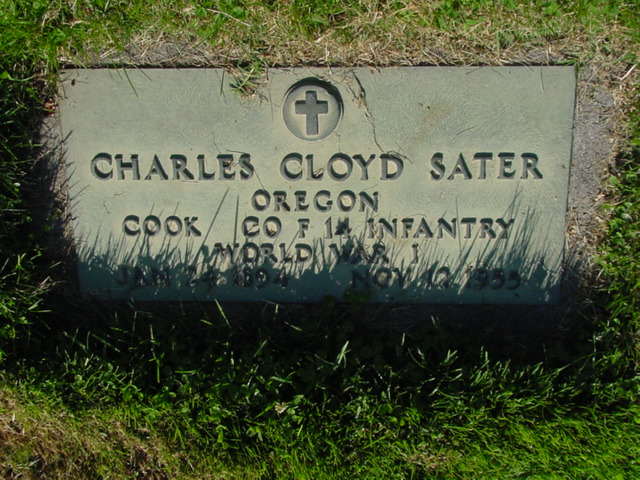 CHARLES CLOYD SATER
OREGON
COOK CO F 14 INFANTRY
WORLD WAR I
JAN 24 1894 NOV 12 1955